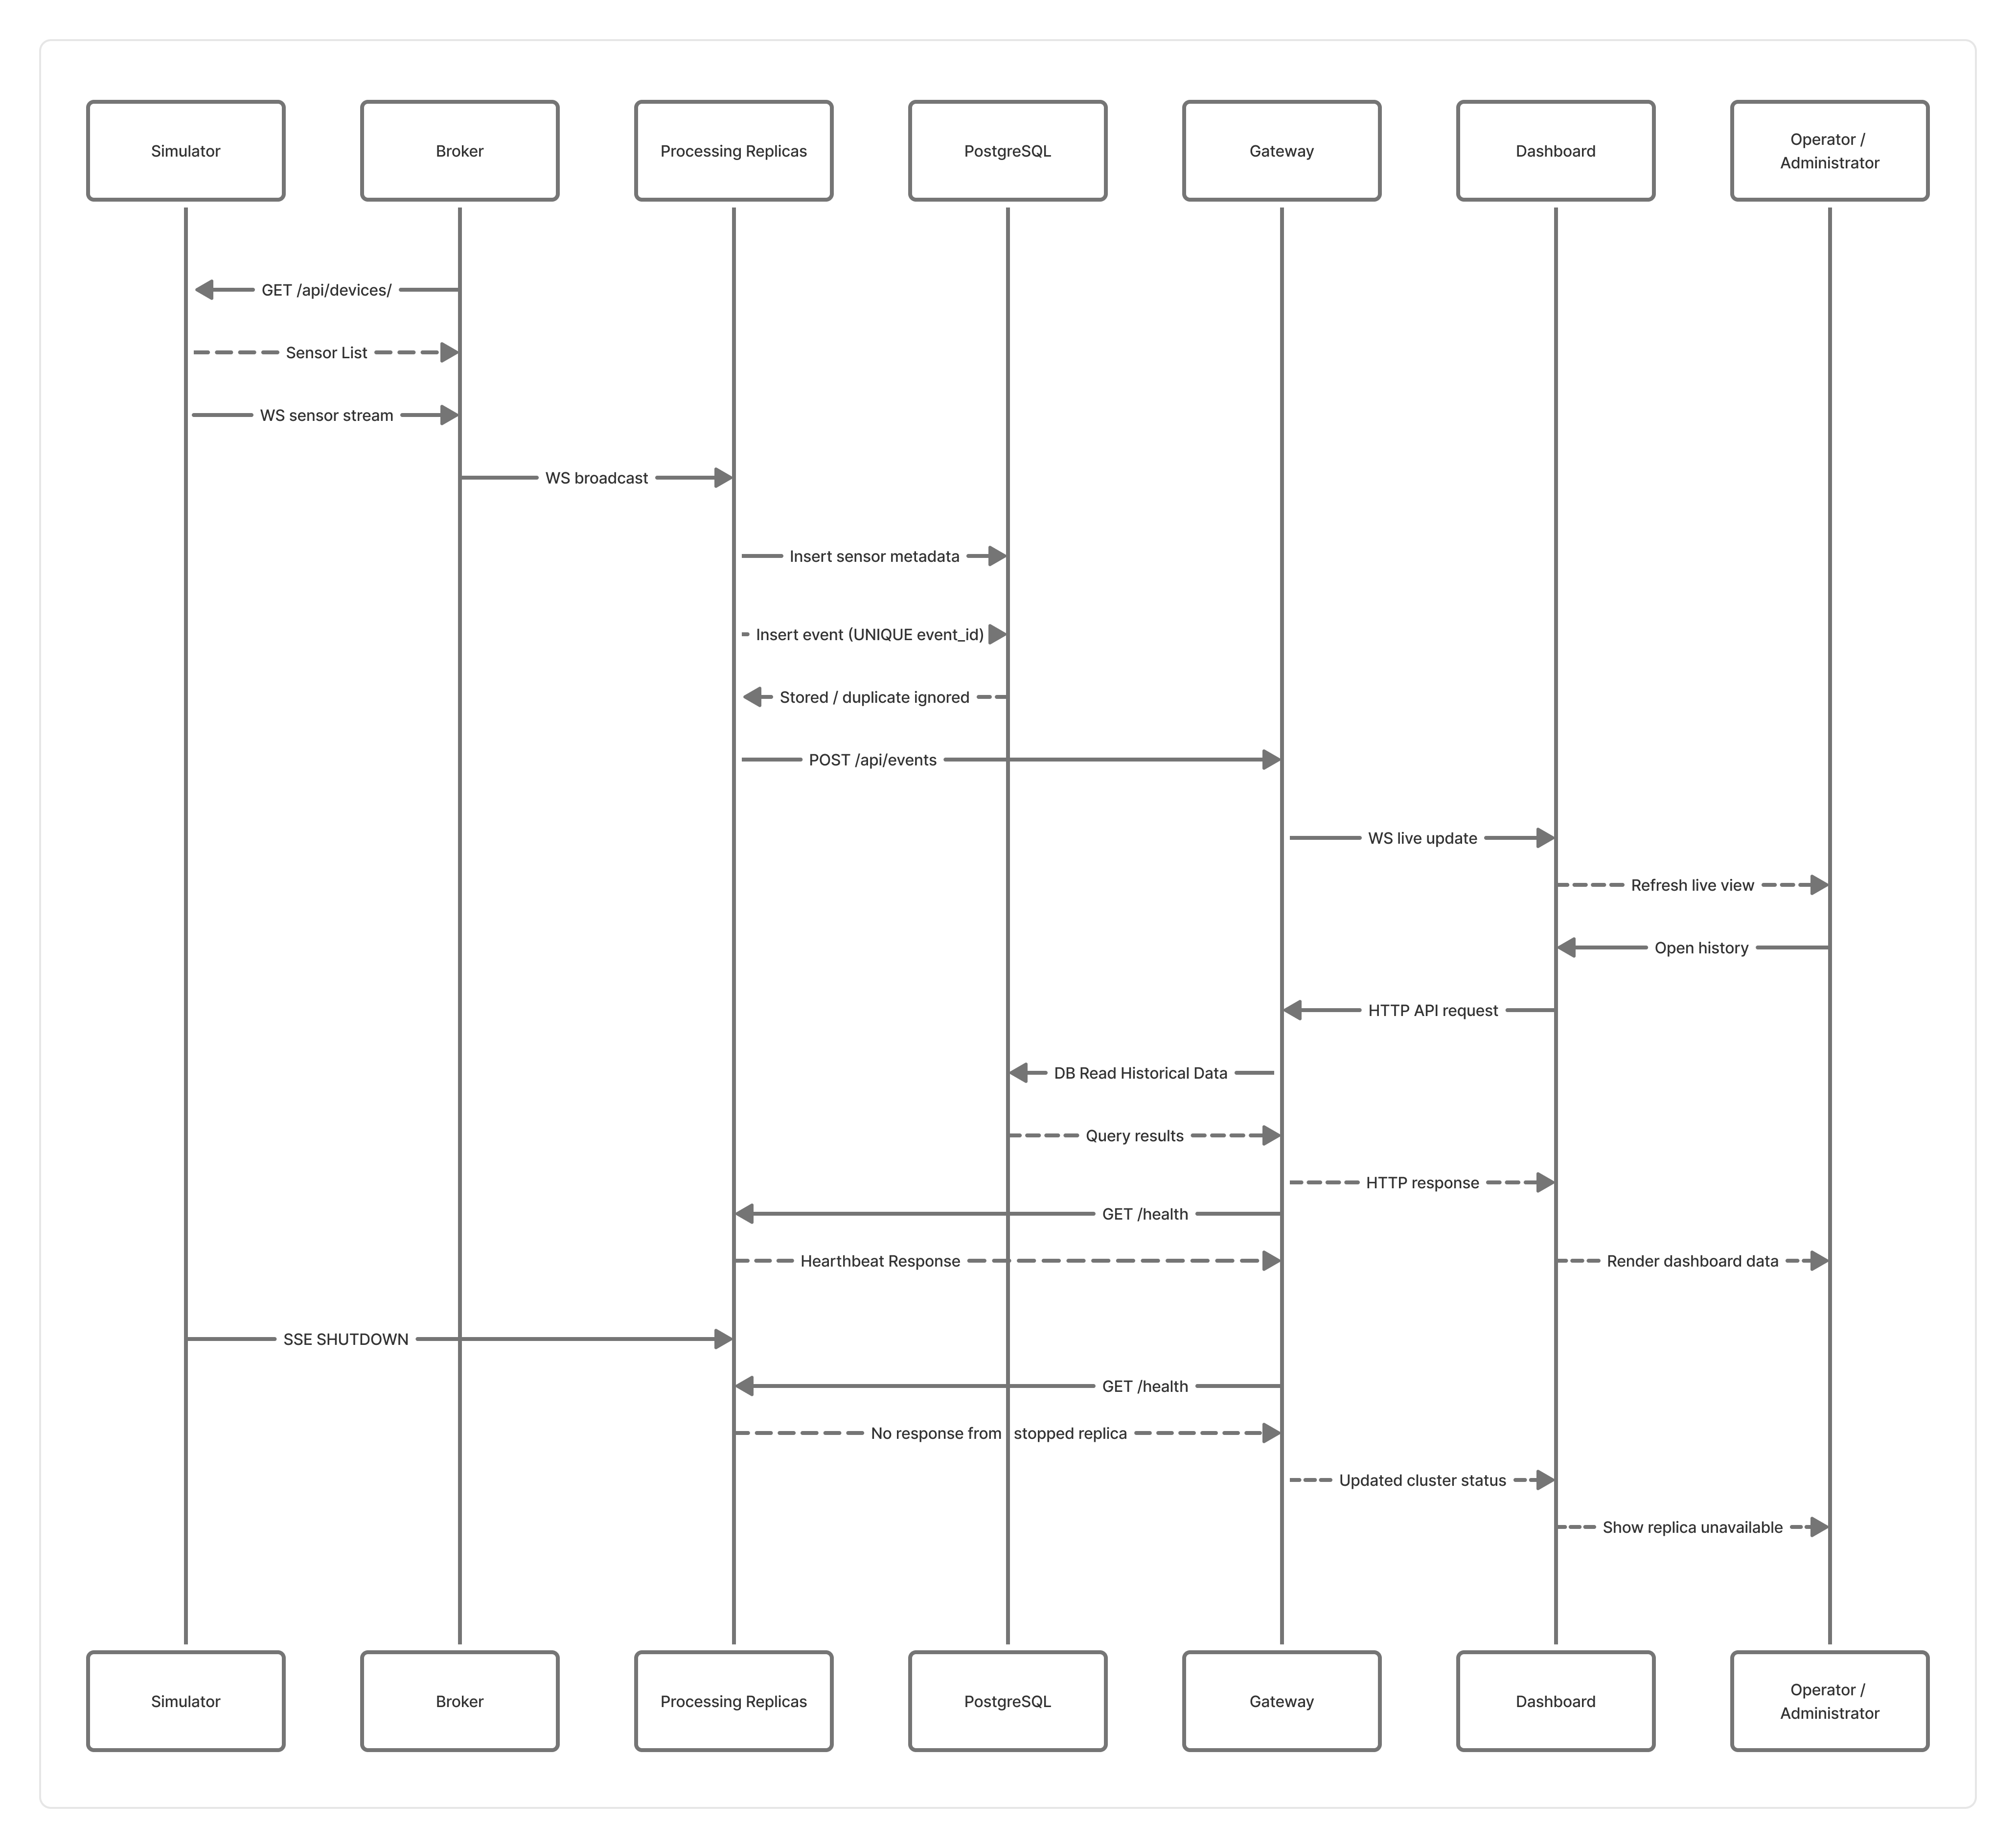 Simulator
Broker
Processing Replicas
PostgreSQL
Gateway
Dashboard
Operator /
Administrator
GET /api/devices/
Sensor List
WS sensor stream
WS broadcast
Insert sensor metadata
Insert event (UNIQUE event_id)
Stored / duplicate ignored
POST /api/events
WS live update
Refresh live view
Open history
HTTP API request
DB Read Historical Data
Query results
HTTP response
GET /health
Hearthbeat Response
Render dashboard data
SSE SHUTDOWN
GET /health
No response from stopped replica
Updated cluster status
Show replica unavailable
Simulator
Broker
Processing Replicas
PostgreSQL
Gateway
Dashboard
Operator /
Administrator